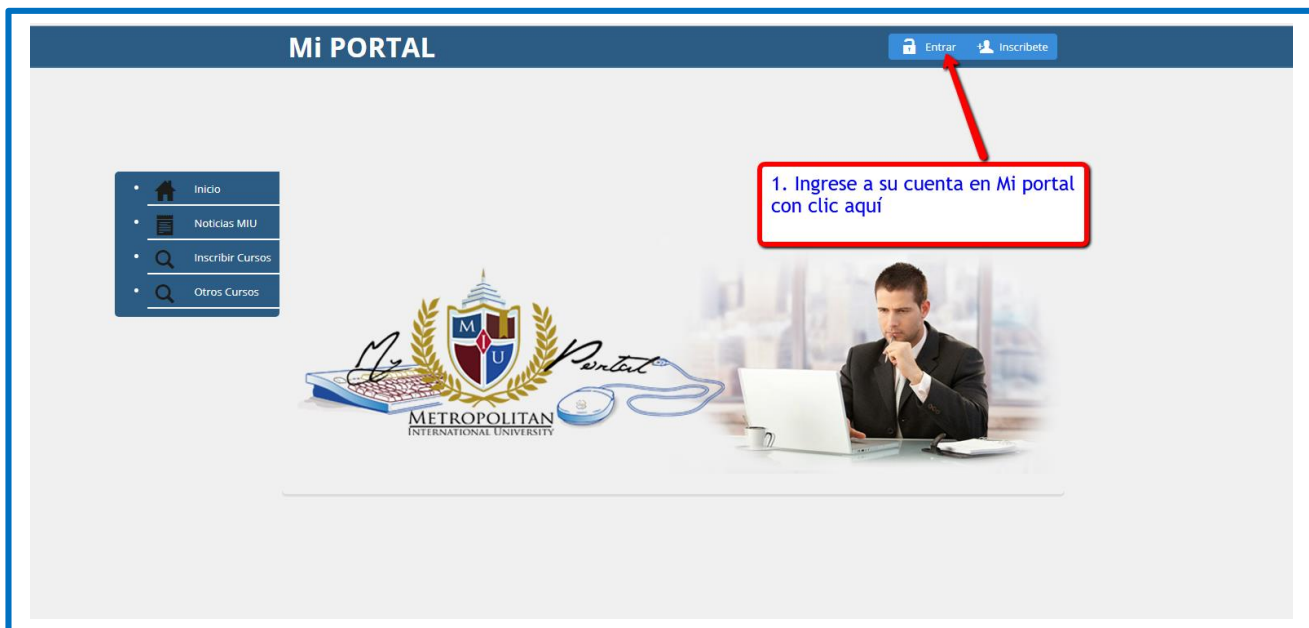 Mi PORTAL
Entrar
Inscribete
1. Ingrese a su cuenta en Mi portal
con clic aquí
Inicio
Noticias MIU
Inscribir Cursos
Otros Cursos
My
M I
U
Portal
METROPOLITAN
INTERNATIONAL UNIVERSITY